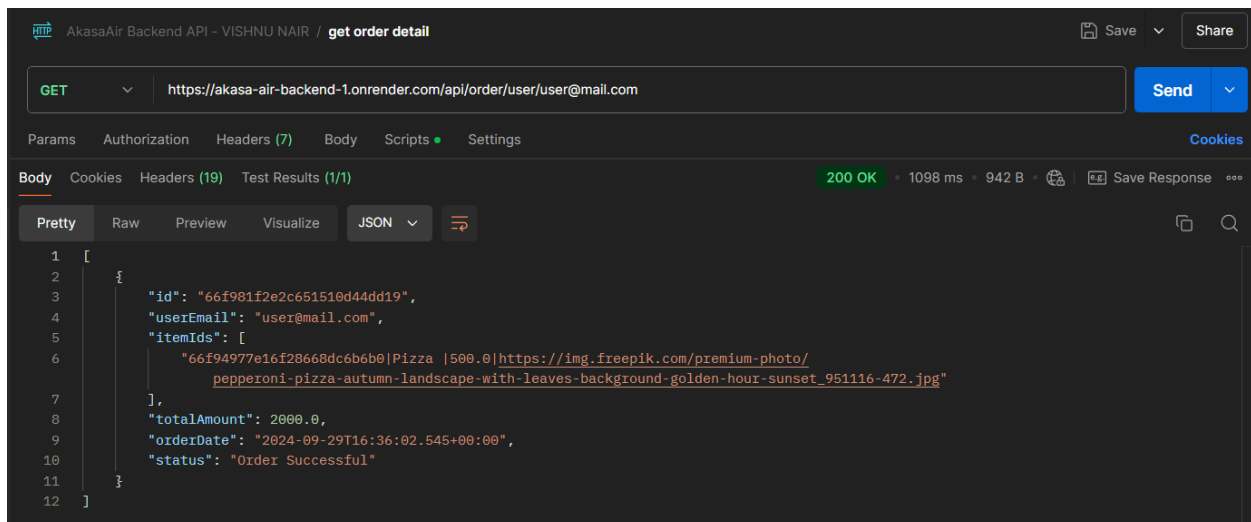 HTTP AkasaAir Backend API - VISHNU NAIR / get order detail Save Share
GET https://akasa-air-backend-1.onrender.com/api/order/user/user@mail.com Send
Params Authorization Headers (7) Body Scripts Settings Cookies
Body Cookies Headers (19) Test Results (1/1) 200 OK 1098 ms 942 B e.g. Save Response
Pretty Raw Preview Visualize JSON
1 [
2 {
3 "id": "66f981f2e2c651510d44dd19",
4 "userEmail": "user@mail.com",
5 "itemIds": [
6 "66f94977e16f28668dc6b6b0|Pizza |500.0|https://img.freepik.com/premium-photo/
pepperoni-pizza-autumn-landscape-with-leaves-background-golden-hour-sunset_951116-472.jpg"
7 ],
8 "totalAmount": 2000.0,
9 "orderDate": "2024-09-29T16:36:02.545+00:00",
10 "status": "Order Successful"
11 }
12 ]